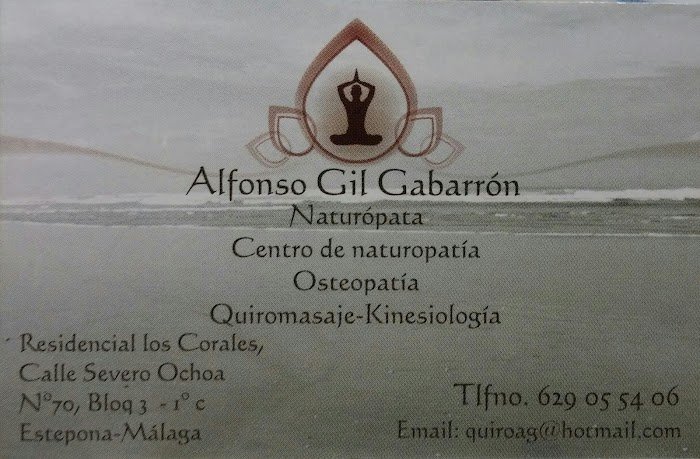 Alfonso Gil Gabarrón
Naturópata
Centro de naturopatía
Osteopatía
Quiromasaje-Kinesiología
Residencial los Corales,
Calle Severo Ochoa
Nº70, Bloq 3 - 1º c
Estepona-Málaga
Tlfno. 629 05 54 06
Email: quiroag@hotmail.com